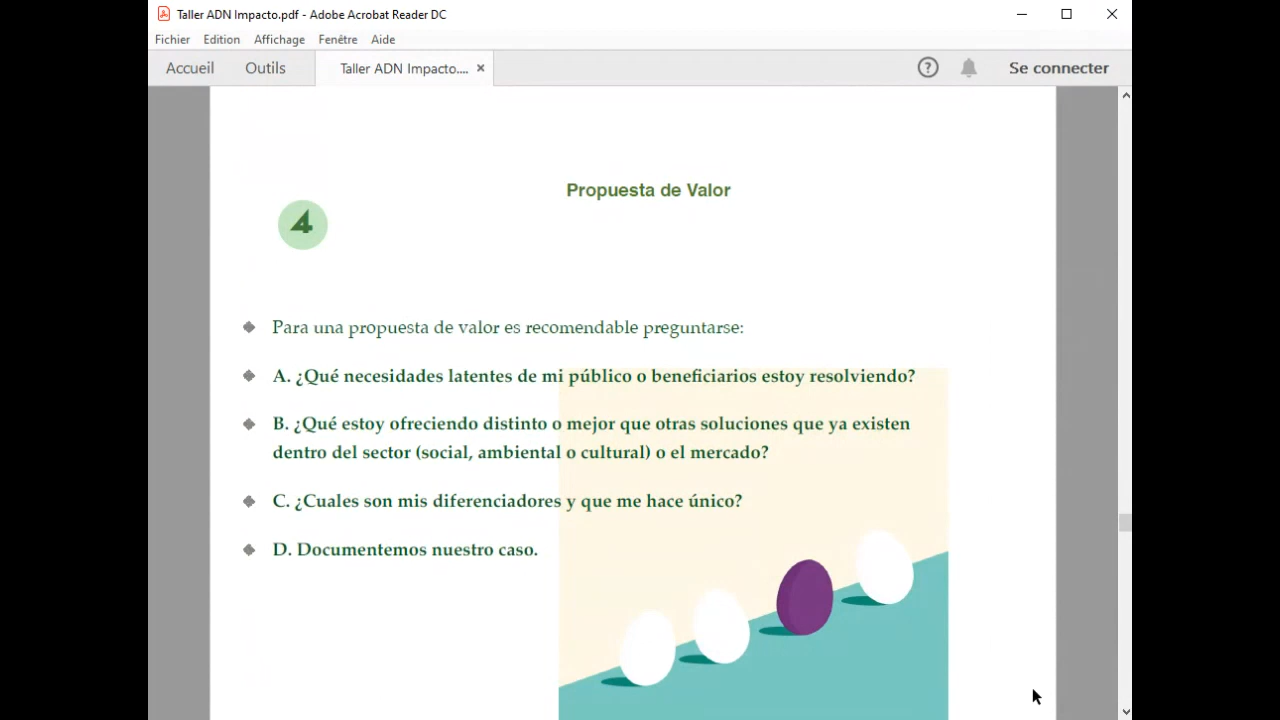 Taller ADN Impacto.pdf - Adobe Acrobat Reader DC
Fichier Edition Affichage Fenêtre Aide
Accueil Outils Taller ADN Impacto.... × ? Se connecter
Propuesta de Valor
4
Para una propuesta de valor es recomendable preguntarse:
A. ¿Qué necesidades latentes de mi público o beneficiarios estoy resolviendo?
B. ¿Qué estoy ofreciendo distinto o mejor que otras soluciones que ya existen
dentro del sector (social, ambiental o cultural) o el mercado?
C. ¿Cuales son mis diferenciadores y que me hace único?
D. Documentemos nuestro caso.